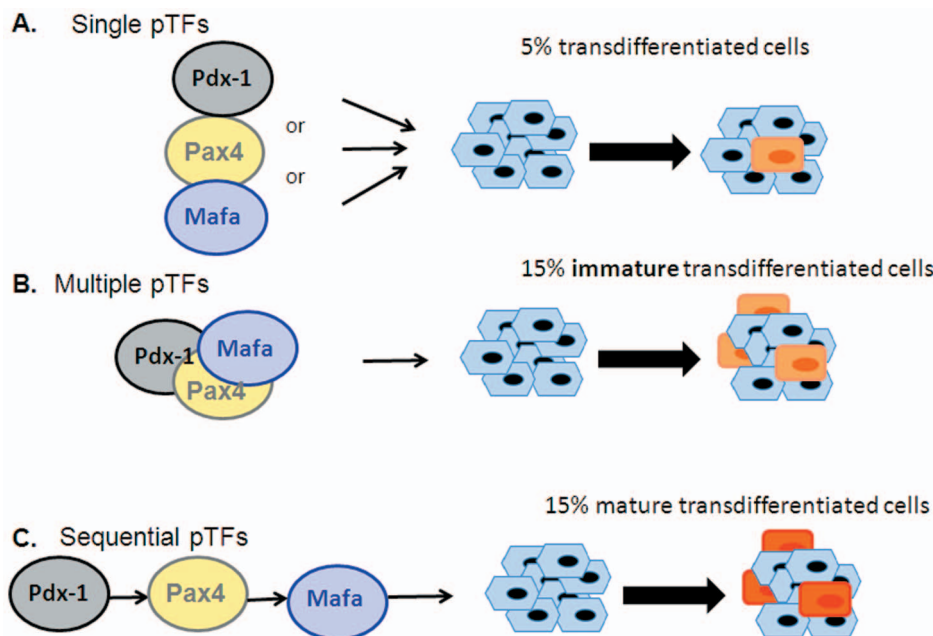 A. Single pTFs
5% transdifferentiated cells
Pdx-1
or
Pax4
or
Mafa
15% immature transdifferentiated cells
B. Multiple pTFs
Pdx-1
Mafa
Pax4
15% mature transdifferentiated cells
C. Sequential pTFs
Pdx-1
Pax4
Mafa